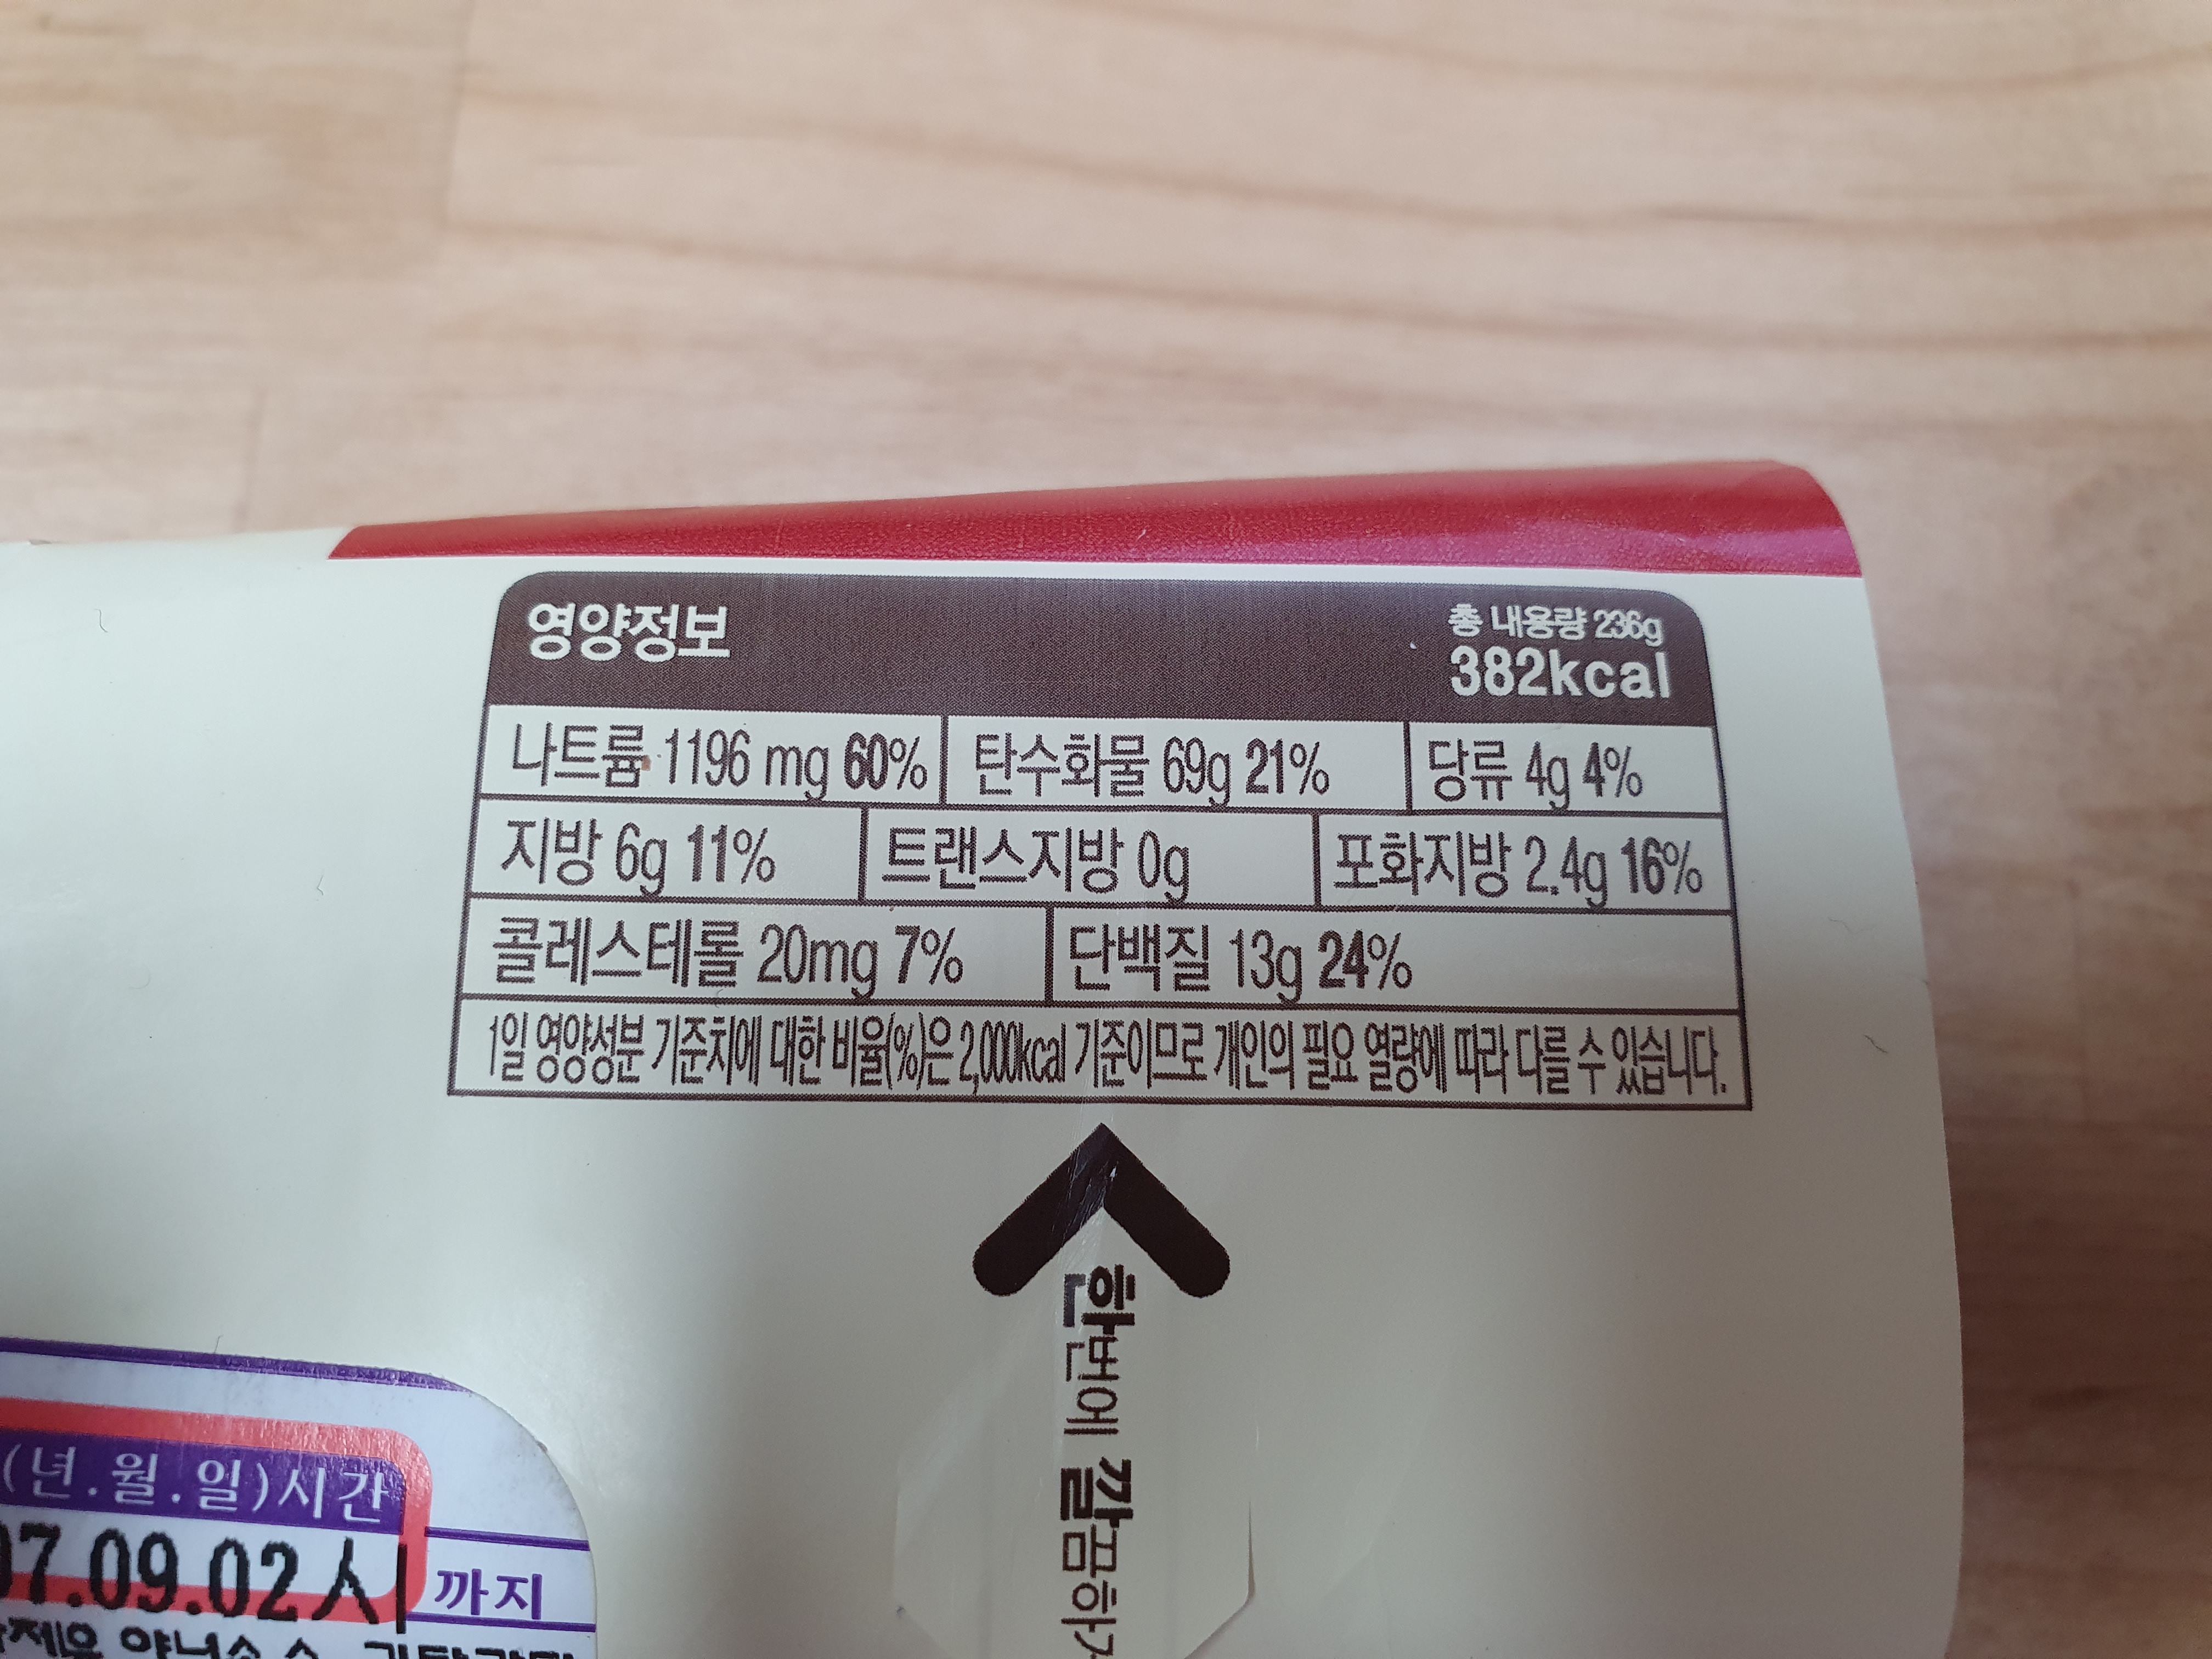 영양정보
총 내용량 236g
382kcal
나트륨 1196 mg 60% 탄수화물 69g 21% 당류 4g 4%
지방 6g 11% 트랜스지방 0g 포화지방 2.4g 16%
콜레스테롤 20mg 7% 단백질 13g 24%
1일 영양성분 기준치에 대한 비율(%)은 2,000kcal 기준이므로 개인의 필요 열량에 따라 다를 수 있습니다.
한번에 깔끔하게
(년.월.일)시간
07.09.02시 까지